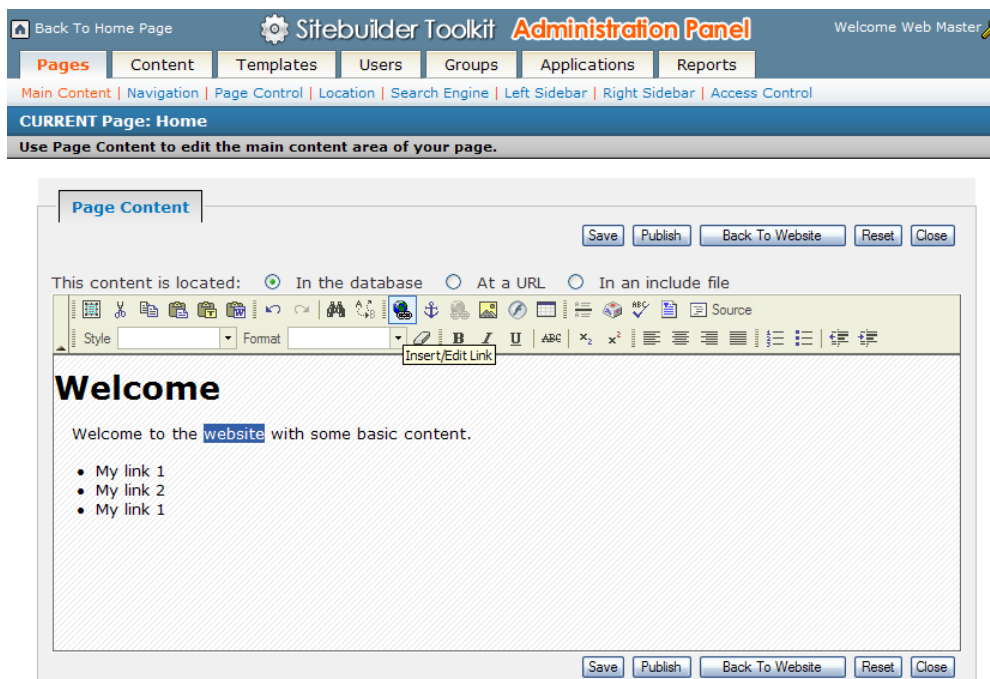 Back To Home Page Sitebuilder Toolkit Administration Panel Welcome Web Master
Pages Content Templates Users Groups Applications Reports
Main Content | Navigation | Page Control | Location | Search Engine | Left Sidebar | Right Sidebar | Access Control
CURRENT Page: Home
Use Page Content to edit the main content area of your page.
Page Content
Save Publish Back To Website Reset Close
This content is located: In the database At a URL In an include file
Source
Style Format B I U ABC x₂ x²
Insert/Edit Link
Welcome
Welcome to the website with some basic content.
• My link 1
• My link 2
• My link 1
Save Publish Back To Website Reset Close